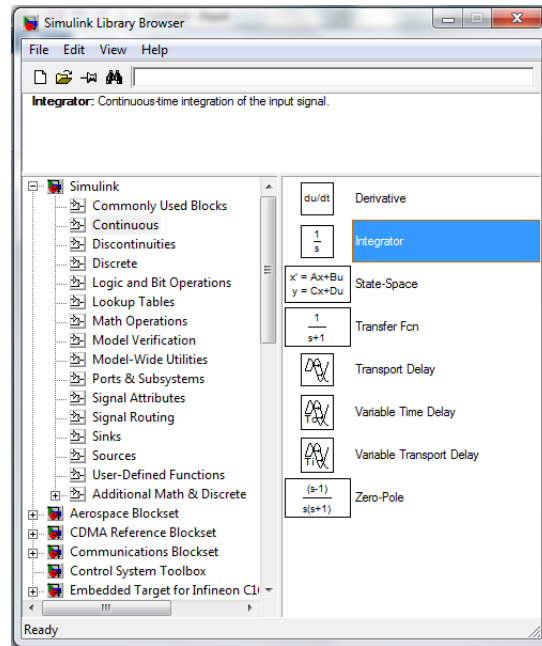 Simulink Library Browser
File Edit View Help
Integrator: Continuous-time integration of the input signal.
Simulink
Commonly Used Blocks
Continuous
Discontinuities
Discrete
Logic and Bit Operations
Lookup Tables
Math Operations
Model Verification
Model-Wide Utilities
Ports & Subsystems
Signal Attributes
Signal Routing
Sinks
Sources
User-Defined Functions
Additional Math & Discrete
Aerospace Blockset
CDMA Reference Blockset
Communications Blockset
Control System Toolbox
Embedded Target for Infineon C1
du/dt Derivative
1
s
Integrator
x' = Ax+Bu
y = Cx+Du
State-Space
1
s+1
Transfer Fcn
Transport Delay
To
Variable Time Delay
Ti
Variable Transport Delay
(s-1)
s(s+1)
Zero-Pole
Ready